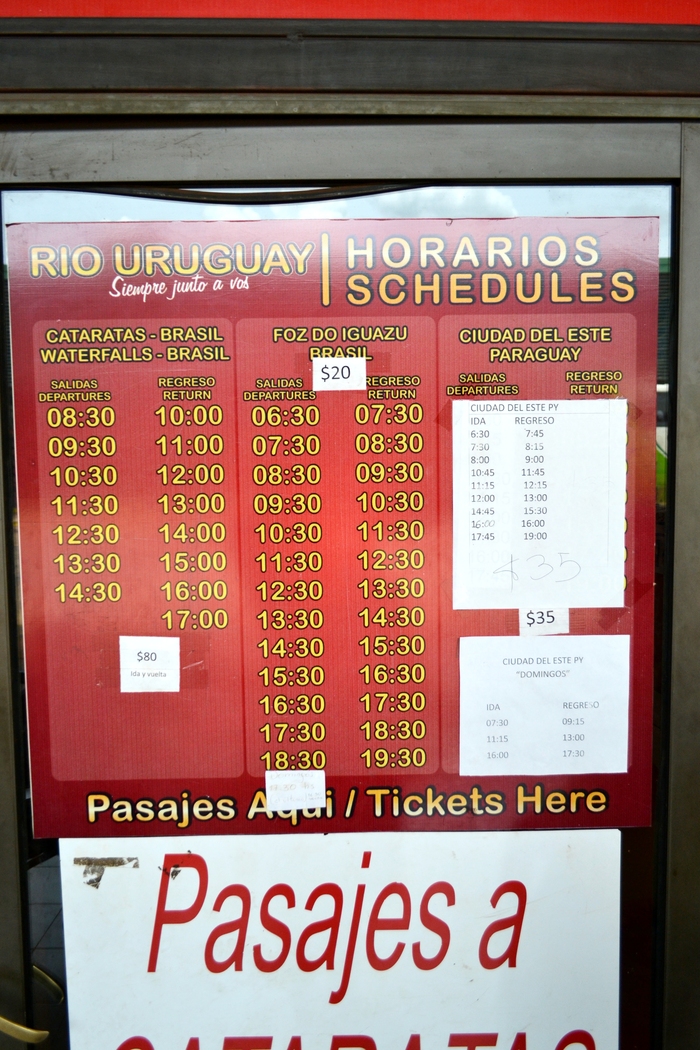 RIO URUGUAY
Siempre junto a vos
HORARIOS
SCHEDULES
CATARATAS - BRASIL
WATERFALLS - BRASIL
SALIDAS REGRESO
DEPARTURES RETURN
08:30 10:00
09:30 11:00
10:30 12:00
11:30 13:00
12:30 14:00
13:30 15:00
14:30 16:00
17:00
$80
Ida y vuelta
FOZ DO IGUAZU
BRASIL
$20
SALIDAS REGRESO
DEPARTURES RETURN
06:30 07:30
07:30 08:30
08:30 09:30
09:30 10:30
10:30 11:30
11:30 12:30
12:30 13:30
13:30 14:30
14:30 15:30
15:30 16:30
16:30 17:30
17:30 18:30
18:30 19:30
CIUDAD DEL ESTE
PARAGUAY
SALIDAS REGRESO
DEPARTURES RETURN
CIUDAD DEL ESTE PY
IDA REGRESO
6:30 7:45
7:30 8:15
8:00 9:00
10:45 11:45
11:15 12:15
12:00 13:00
14:45 15:30
16:00 16:00
17:45 19:00
$35
$35
CIUDAD DEL ESTE PY
"DOMINGOS"
IDA REGRESO
07:30 09:15
11:15 13:00
16:00 17:30
Pasajes Aqui / Tickets Here
Pasajes a
CATARATAS